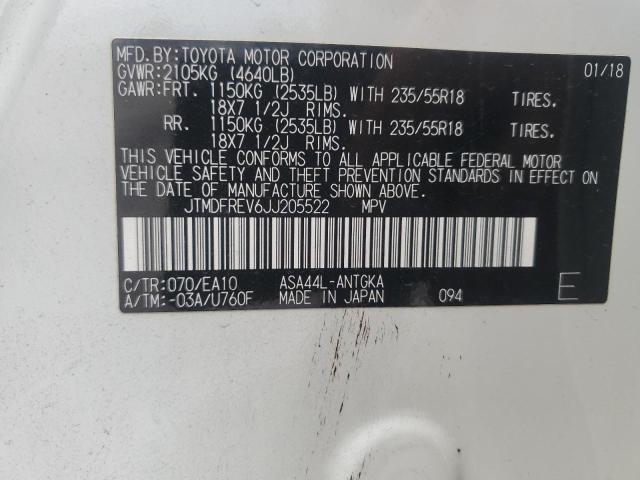 MFD.BY:TOYOTA MOTOR CORPORATION 01/18
GVWR:2105KG (4640LB)
GAWR:FRT. 1150KG (2535LB) WITH 235/55R18 TIRES.
18X7 1/2J RIMS.
RR. 1150KG (2535LB) WITH 235/55R18 TIRES.
18X7 1/2J RIMS.
THIS VEHICLE CONFORMS TO ALL APPLICABLE FEDERAL MOTOR
VEHICLE SAFETY AND THEFT PREVENTION STANDARDS IN EFFECT
ON THE DATE OF MANUFACTURE SHOWN ABOVE.
JTMDFREV6JJ205522 MPV
C/TR:070/EA10 ASA44L-ANTGKA
A/TM:-03A/U760F MADE IN JAPAN 094 E